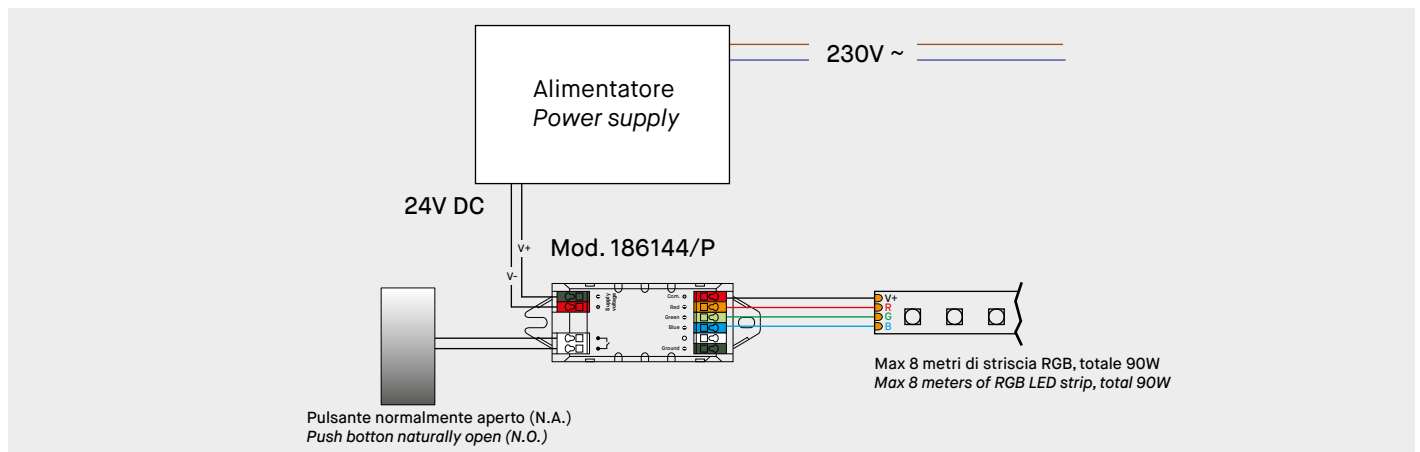 Alimentatore
Power supply
230V ~
24V DC
V+
V-
Mod. 186144/P
Supply
voltage
Com.
Red
Green
Blue
Ground
V+
R
G
B
Max 8 metri di striscia RGB, totale 90W
Max 8 meters of RGB LED strip, total 90W
Pulsante normalmente aperto (N.A.)
Push botton naturally open (N.O.)